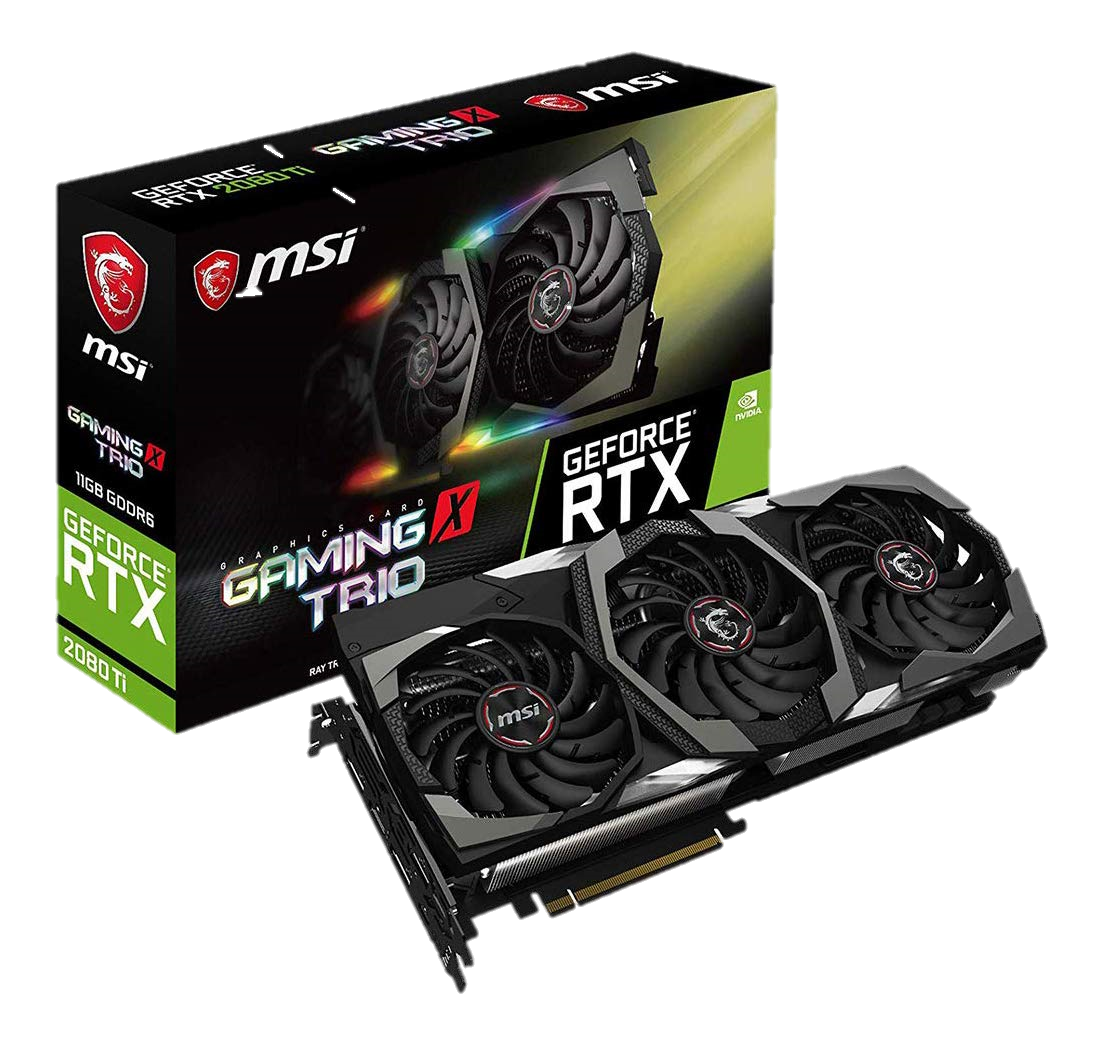 GEFORCE
RTX 2080 Ti
GAMING X
TRIO
msi
msi
GAMING X
TRIO
11GB GDDR6
GEFORCE
RTX
2080 Ti
msi
GRAPHICS CARD
GAMING X
TRIO
RAY
GEFORCE
RTX
NVIDIA
msi